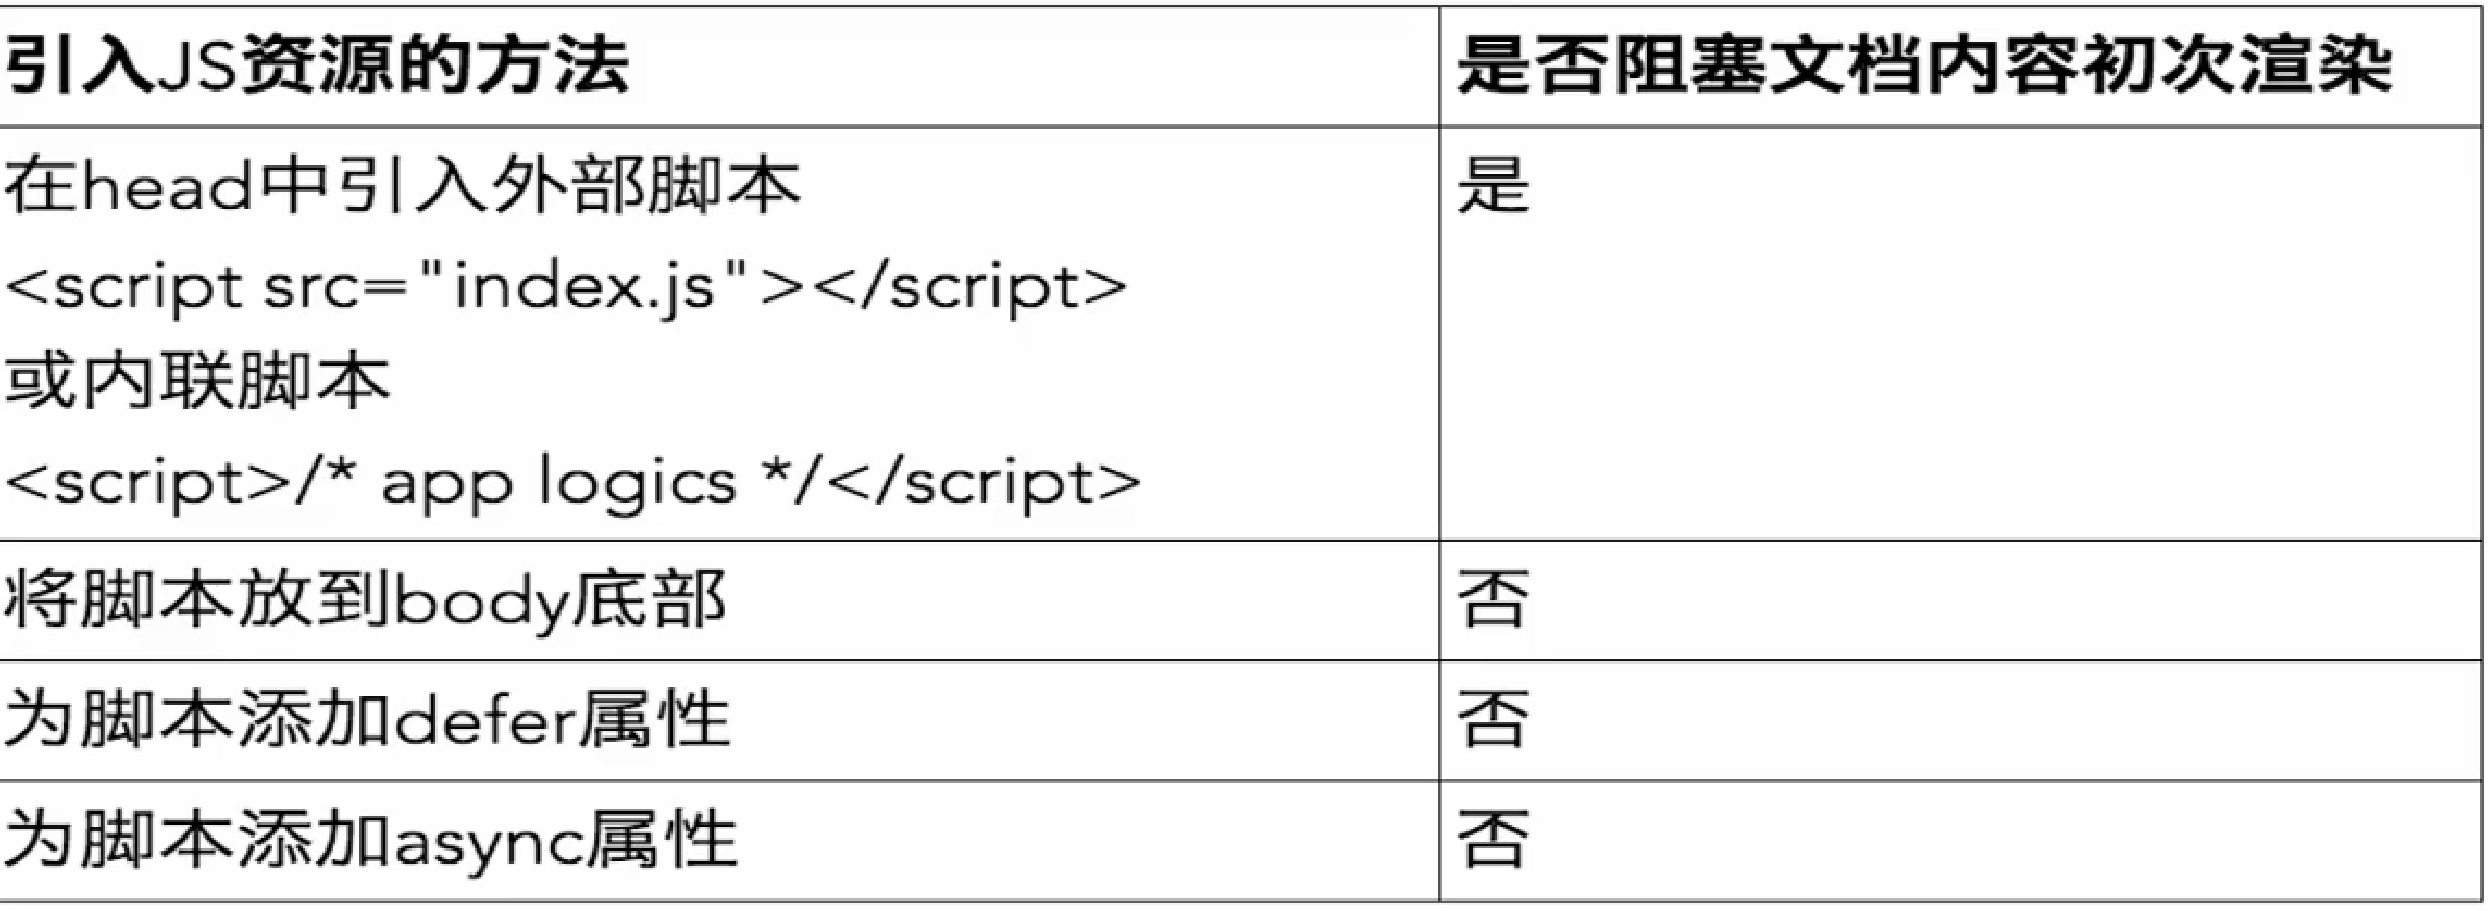 引入JS资源的方法
是否阻塞文档内容初次渲染
在head中引入外部脚本
是
<script src="index.js"></script>
或内联脚本
<script>/* app logics */</script>
将脚本放到body底部
否
为脚本添加defer属性
否
为脚本添加async属性
否